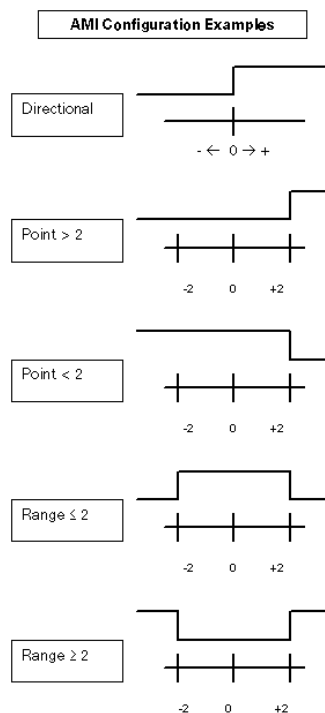 AMI Configuration Examples
Directional
- ← 0 → +
Point > 2
-2 0 +2
Point < 2
-2 0 +2
Range ≤ 2
-2 0 +2
Range ≥ 2
-2 0 +2